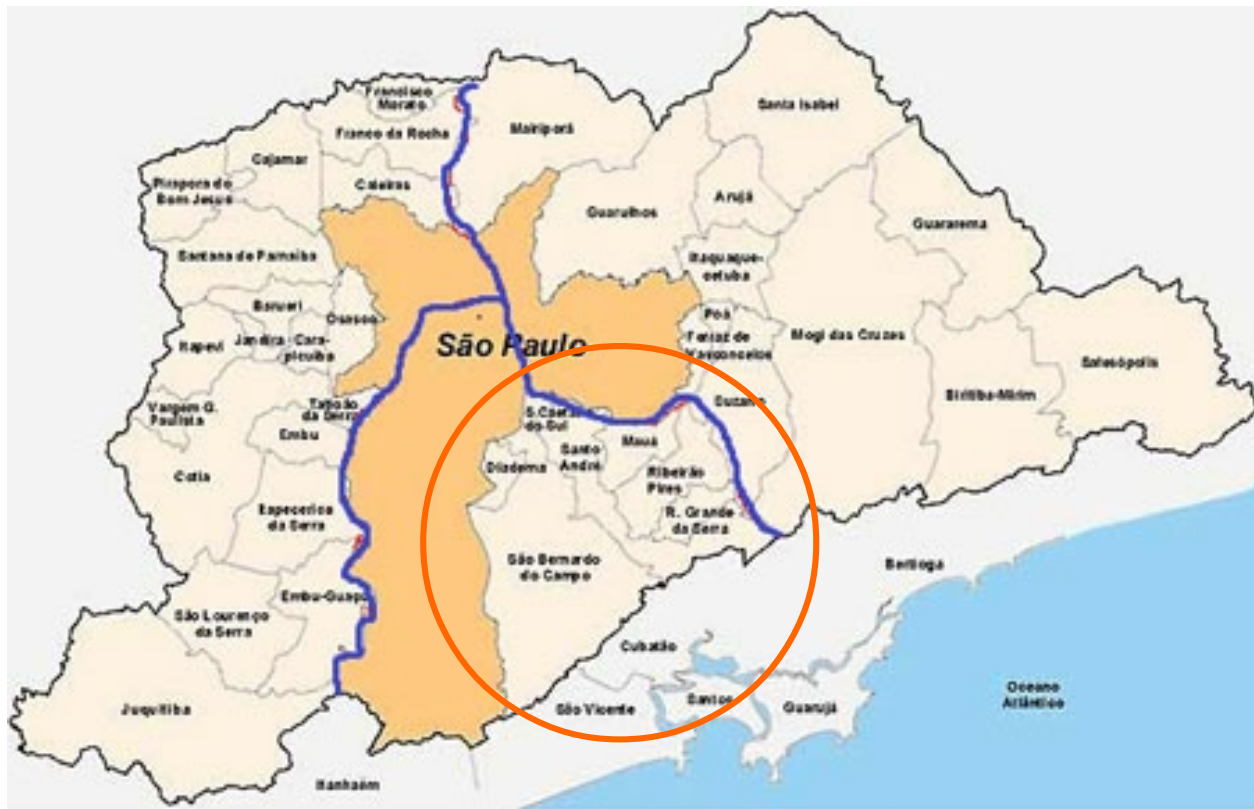 Francisco
Morato
Franco da Rocha
Mairiporã
Santa Isabel
Cajamar
Caieiras
Pirapora do
Bom Jesus
Guarulhos
Arujá
Guararema
Santana de Parnaíba
Itaquaque-
cetuba
Barueri
Osasco
Poá
Itapevi
Jandira
Cara-
picuíba
São Paulo
Ferraz de
Vasconcelos
Mogi das Cruzes
Salesópolis
Biritiba-Mirim
Suzano
Vargem G.
Paulista
Taboão
da Serra
Embu
S.Caetano
do Sul
Mauá
Santo
André
Diadema
Cotia
Ribeirão
Pires
Itapecerica
da Serra
R. Grande
da Serra
São Bernardo
do Campo
Bertioga
Embu-Guaçu
São Lourenço
da Serra
Cubatão
Juquitiba
São Vicente
Santos
Guarujá
Oceano
Atlântico
Itanhaém